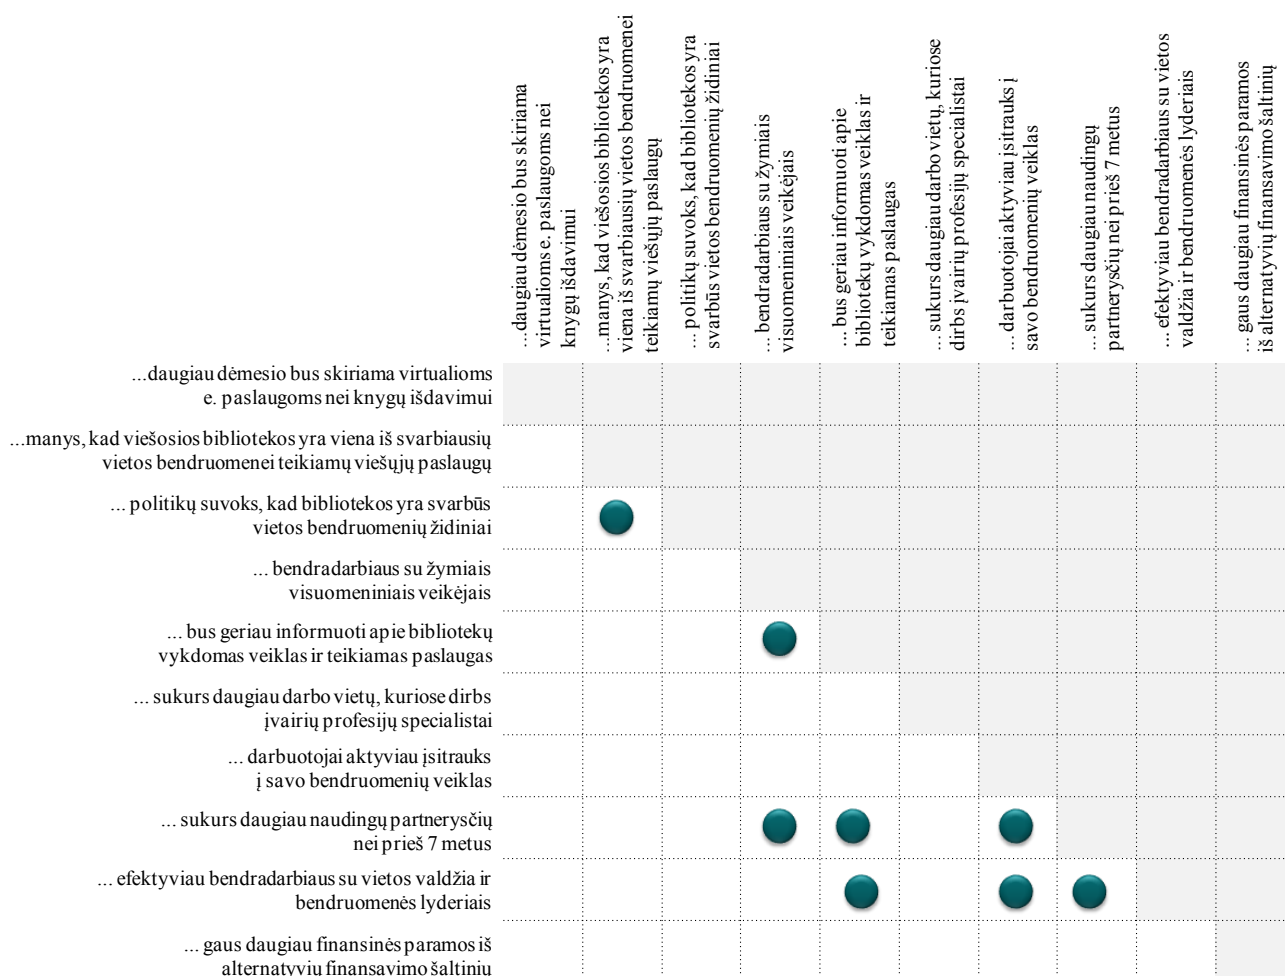 ...daugiau dėmesio bus skiriama
virtualioms e. paslaugoms nei
knygų išdavimui
...manys, kad viešosios bibliotekos yra
viena iš svarbiausių vietos bendruomenei
teikiamų viešųjų paslaugų
... politikų suvoks, kad bibliotekos yra
svarbūs vietos bendruomenių židiniai
... bendradarbiaus su žymiais
visuomeniniais veikėjais
... bus geriau informuoti apie
bibliotekų vykdomas veiklas ir
teikiamas paslaugas
... sukurs daugiau darbo vietų, kuriose
dirbs įvairių profesijų specialistai
... darbuotojai aktyviau įsitrauks į
savo bendruomenių veiklas
... sukurs daugiau naudingų
partnerysčių nei prieš 7 metus
... efektyviau bendradarbiaus su vietos
valdžia ir bendruomenės lyderiais
... gaus daugiau finansinės paramos
iš alternatyvių finansavimo šaltinių
...daugiau dėmesio bus skiriama virtualioms
e. paslaugoms nei knygų išdavimui
...manys, kad viešosios bibliotekos yra viena iš svarbiausių
vietos bendruomenei teikiamų viešųjų paslaugų
... politikų suvoks, kad bibliotekos yra svarbūs
vietos bendruomenių židiniai
... bendradarbiaus su žymiais
visuomeniniais veikėjais
... bus geriau informuoti apie bibliotekų
vykdomas veiklas ir teikiamas paslaugas
... sukurs daugiau darbo vietų, kuriose dirbs
įvairių profesijų specialistai
... darbuotojai aktyviau įsitrauks
į savo bendruomenių veiklas
... sukurs daugiau naudingų partnerysčių
nei prieš 7 metus
... efektyviau bendradarbiaus su vietos valdžia ir
bendruomenės lyderiais
... gaus daugiau finansinės paramos iš
alternatyvių finansavimo šaltinių